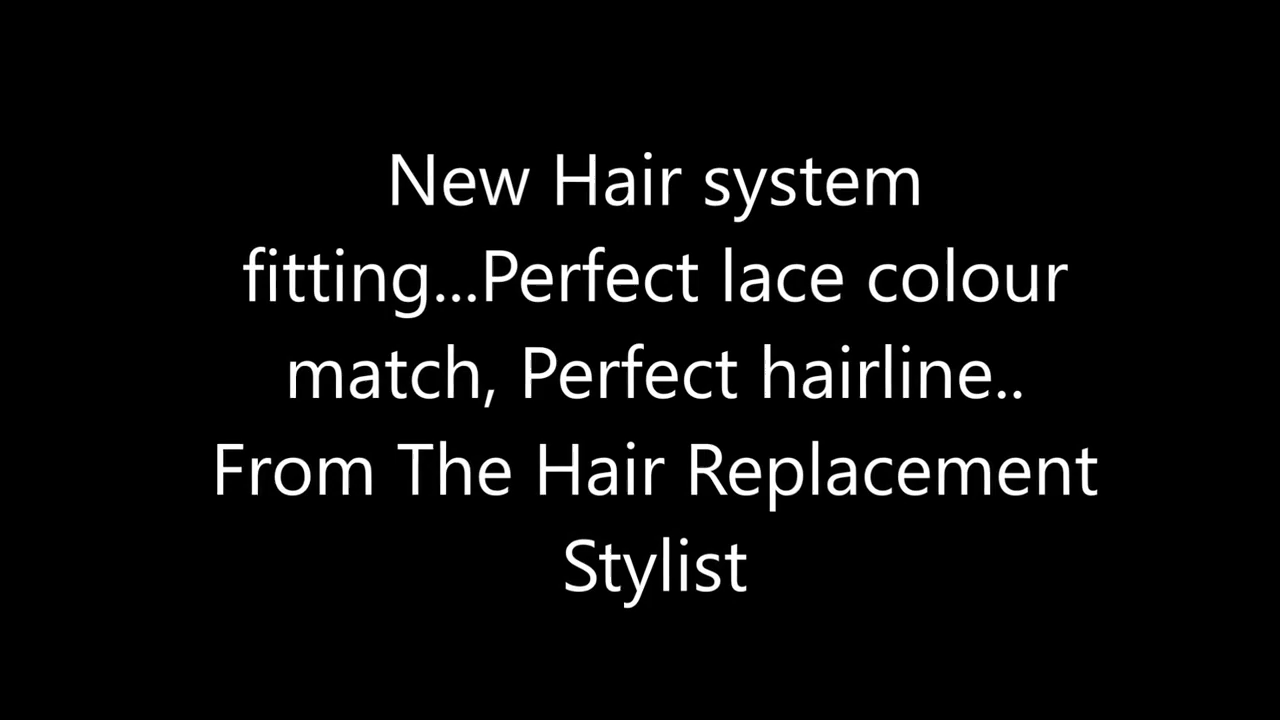 New Hair system
fitting...Perfect lace colour
match, Perfect hairline..
From The Hair Replacement
Stylist